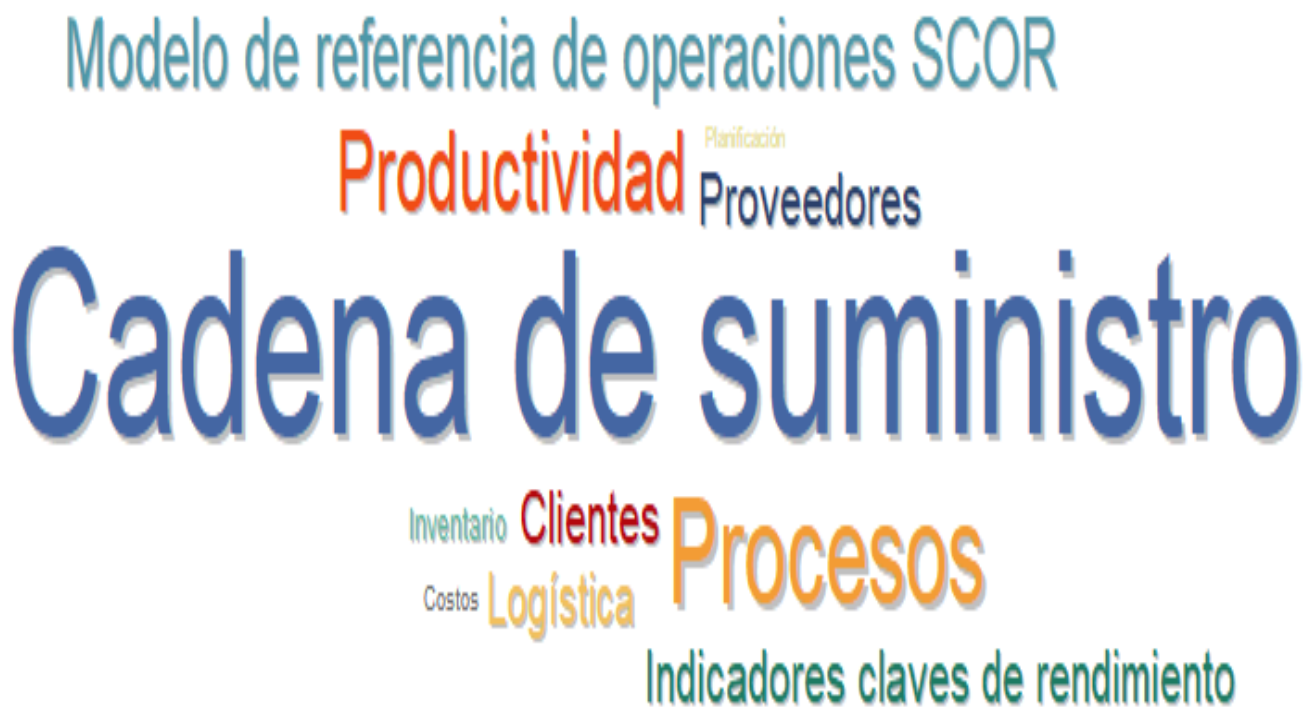 Modelo de referencia de operaciones SCOR
Productividad
Planificación
Proveedores
Cadena de suministro
Inventario
Clientes
Procesos
Costos
Logística
Indicadores claves de rendimiento